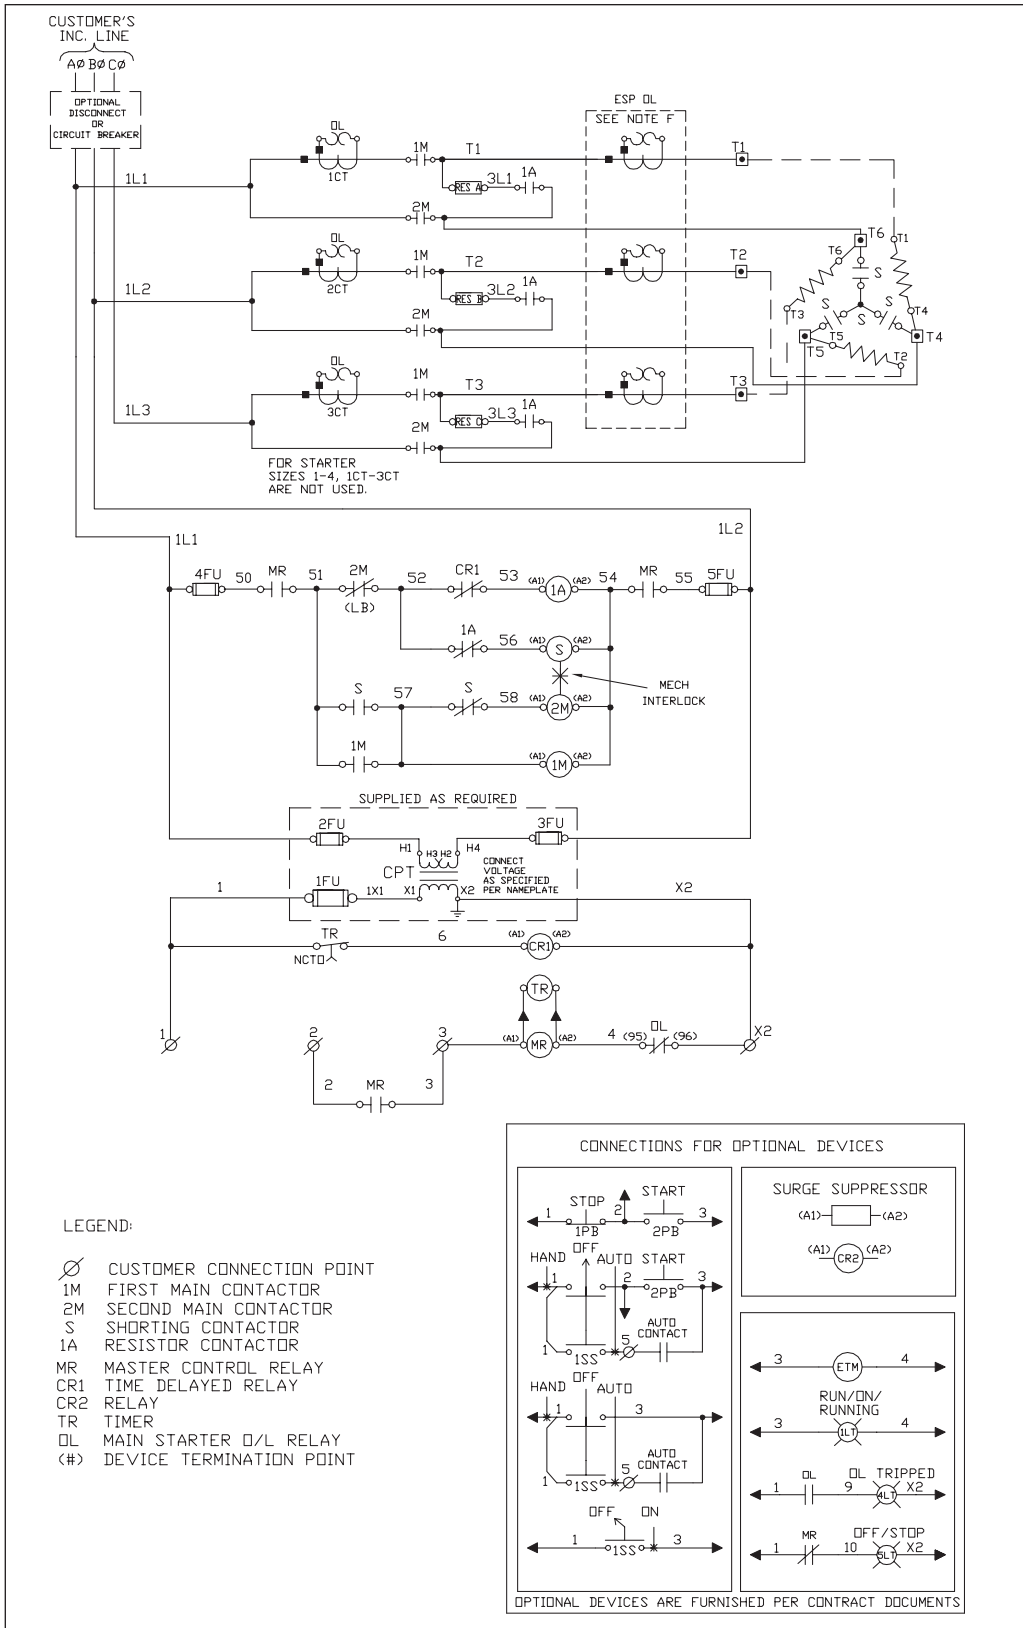 CUSTOMER'S
INC. LINE
AØ BØ CØ
OPTIONAL
DISCONNECT
OR
CIRCUIT BREAKER
ESP OL
SEE NOTE F
OL
1CT
1M
T1
RES A
3L1
1A
2M
1L1
T1
OL
2CT
1M
T2
RES B
3L2
1A
2M
1L2
T2
OL
3CT
1M
T3
RES C
3L3
1A
2M
1L3
T3
T6
T1
T6
S
T3
S
S
T4
T5
T5
T2
T4
FOR STARTER
SIZES 1-4, 1CT-3CT
ARE NOT USED.
1L1
1L2
4FU
50
MR
51
2M
(LB)
52
CR1
53
(A1)
1A
(A2)
54
MR
55
5FU
1A
56
(A1)
S
(A2)
MECH
INTERLOCK
S
57
S
58
(A1)
2M
(A2)
1M
(A1)
1M
(A2)
SUPPLIED AS REQUIRED
2FU
3FU
H1
H3 H2
H4
CPT
CONNECT
VOLTAGE
AS SPECIFIED
PER NAMEPLATE
1
1FU
1X1
X1
X2
X2
TR
NCTO
6
(A1)
CR1
(A2)
TR
1
2
3
(A1)
MR
(A2)
4
(95)
OL
(96)
X2
2
MR
3
CONNECTIONS FOR OPTIONAL DEVICES
1
STOP
1PB
2
START
2PB
3
HAND
OFF
AUTO
START
1
2
2PB
3
AUTO
CONTACT
1
1SS
5
HAND
OFF
AUTO
1
3
AUTO
CONTACT
1
1SS
5
OFF
ON
1
1SS
3
SURGE SUPPRESSOR
(A1)
(A2)
(A1)
CR2
(A2)
3
ETM
4
RUN/ON/
RUNNING
3
1LT
4
1
OL
9
OL TRIPPED
4LT
X2
1
MR
10
OFF/STOP
5LT
X2
OPTIONAL DEVICES ARE FURNISHED PER CONTRACT DOCUMENTS
LEGEND:
Ø CUSTOMER CONNECTION POINT
1M FIRST MAIN CONTACTOR
2M SECOND MAIN CONTACTOR
S SHORTING CONTACTOR
1A RESISTOR CONTACTOR
MR MASTER CONTROL RELAY
CR1 TIME DELAYED RELAY
CR2 RELAY
TR TIMER
OL MAIN STARTER O/L RELAY
(#) DEVICE TERMINATION POINT